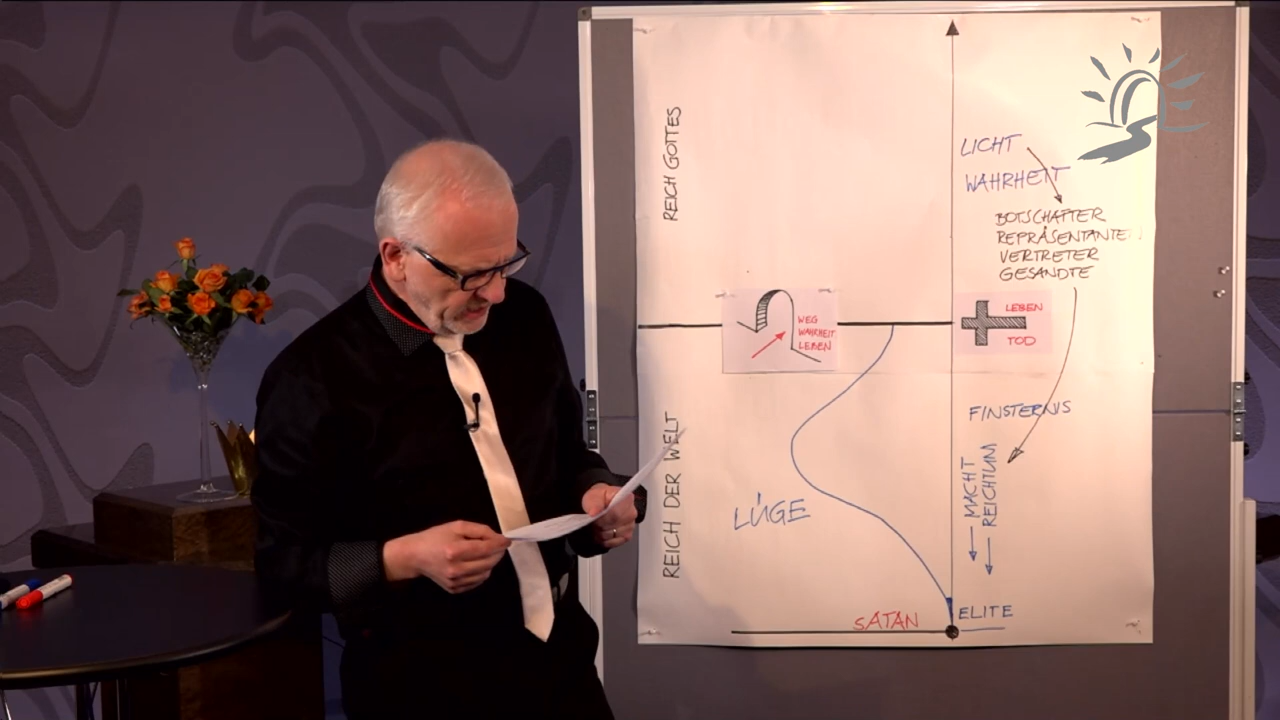 REICH GOTTES
LICHT
WAHRHEIT
BOTSCHAFTER
REPRÄSENTANTEN
VERTRETER
GESANDTE
WEG
WAHRHEIT
LEBEN
LEBEN
TOD
REICH DER WELT
FINSTERNIS
MACHT
REICHTUM
LÜGE
SATAN
ELITE